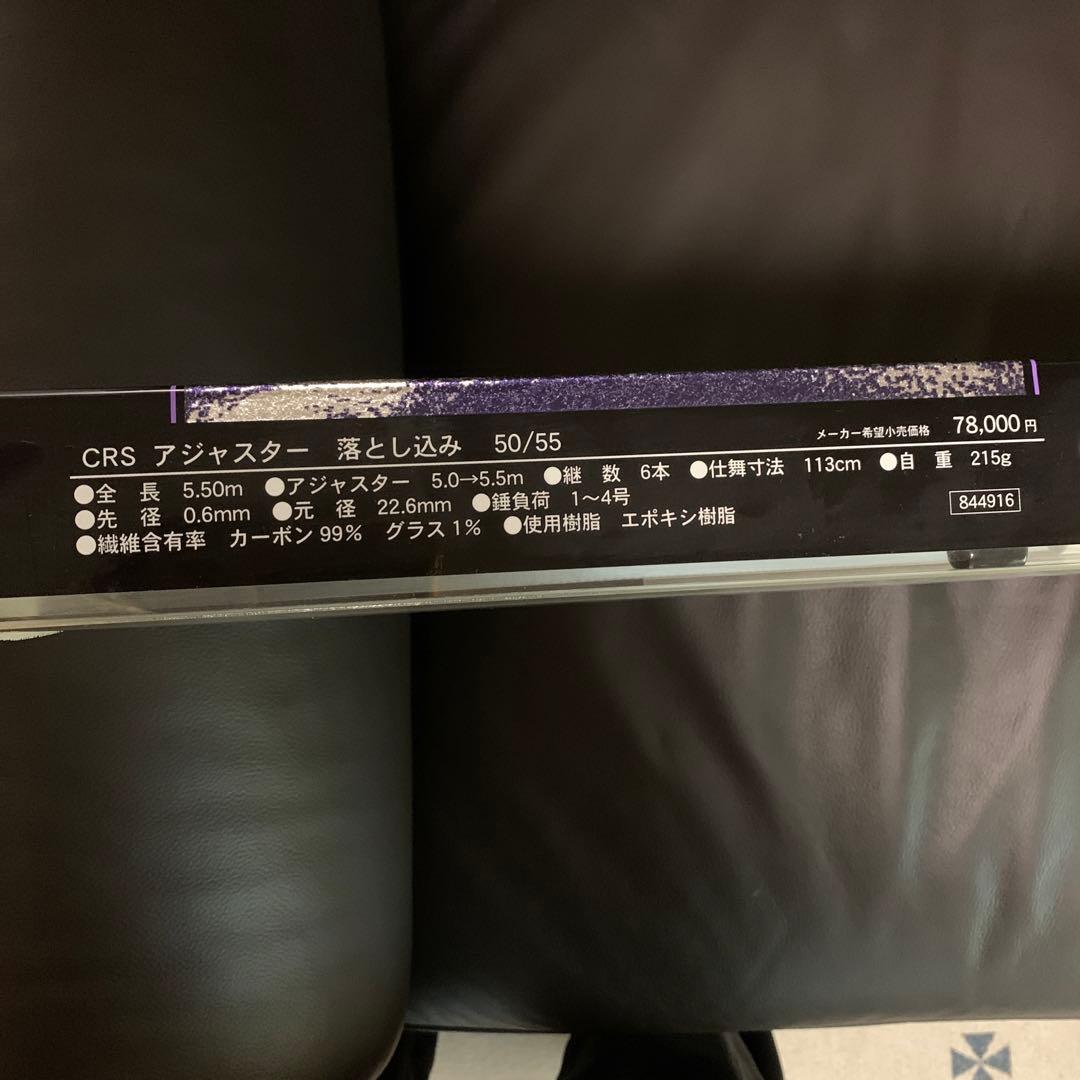 CRS アジャスター 落とし込み 50/55 メーカー希望小売価格 78,000円
●全 長 5.50m ●アジャスター 5.0→5.5m ●継 数 6本 ●仕舞寸法 113cm ●自 重 215g
●先 径 0.6mm ●元 径 22.6mm ●錘負荷 1〜4号 844916
●繊維含有率 カーボン 99% グラス 1% ●使用樹脂 エポキシ樹脂